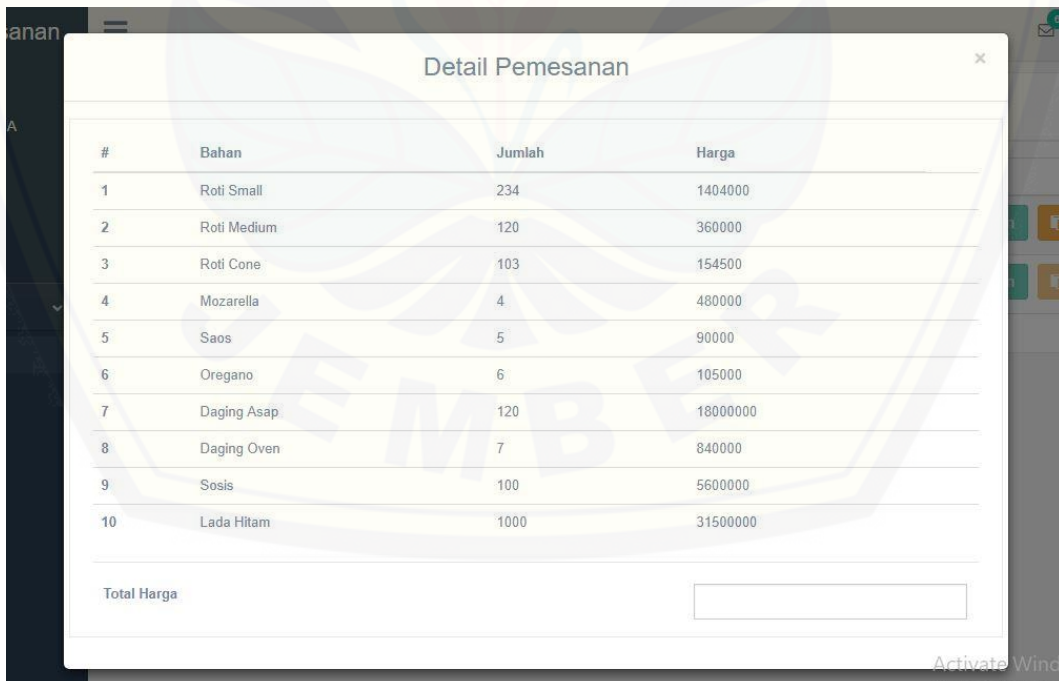 sanan
Detail Pemesanan
×
A
# Bahan Jumlah Harga
1 Roti Small 234 1404000
2 Roti Medium 120 360000
3 Roti Cone 103 154500
4 Mozarella 4 480000
5 Saos 5 90000
6 Oregano 6 105000
7 Daging Asap 120 18000000
8 Daging Oven 7 840000
9 Sosis 100 5600000
10 Lada Hitam 1000 31500000
JEMBER
Total Harga
Activate Wind